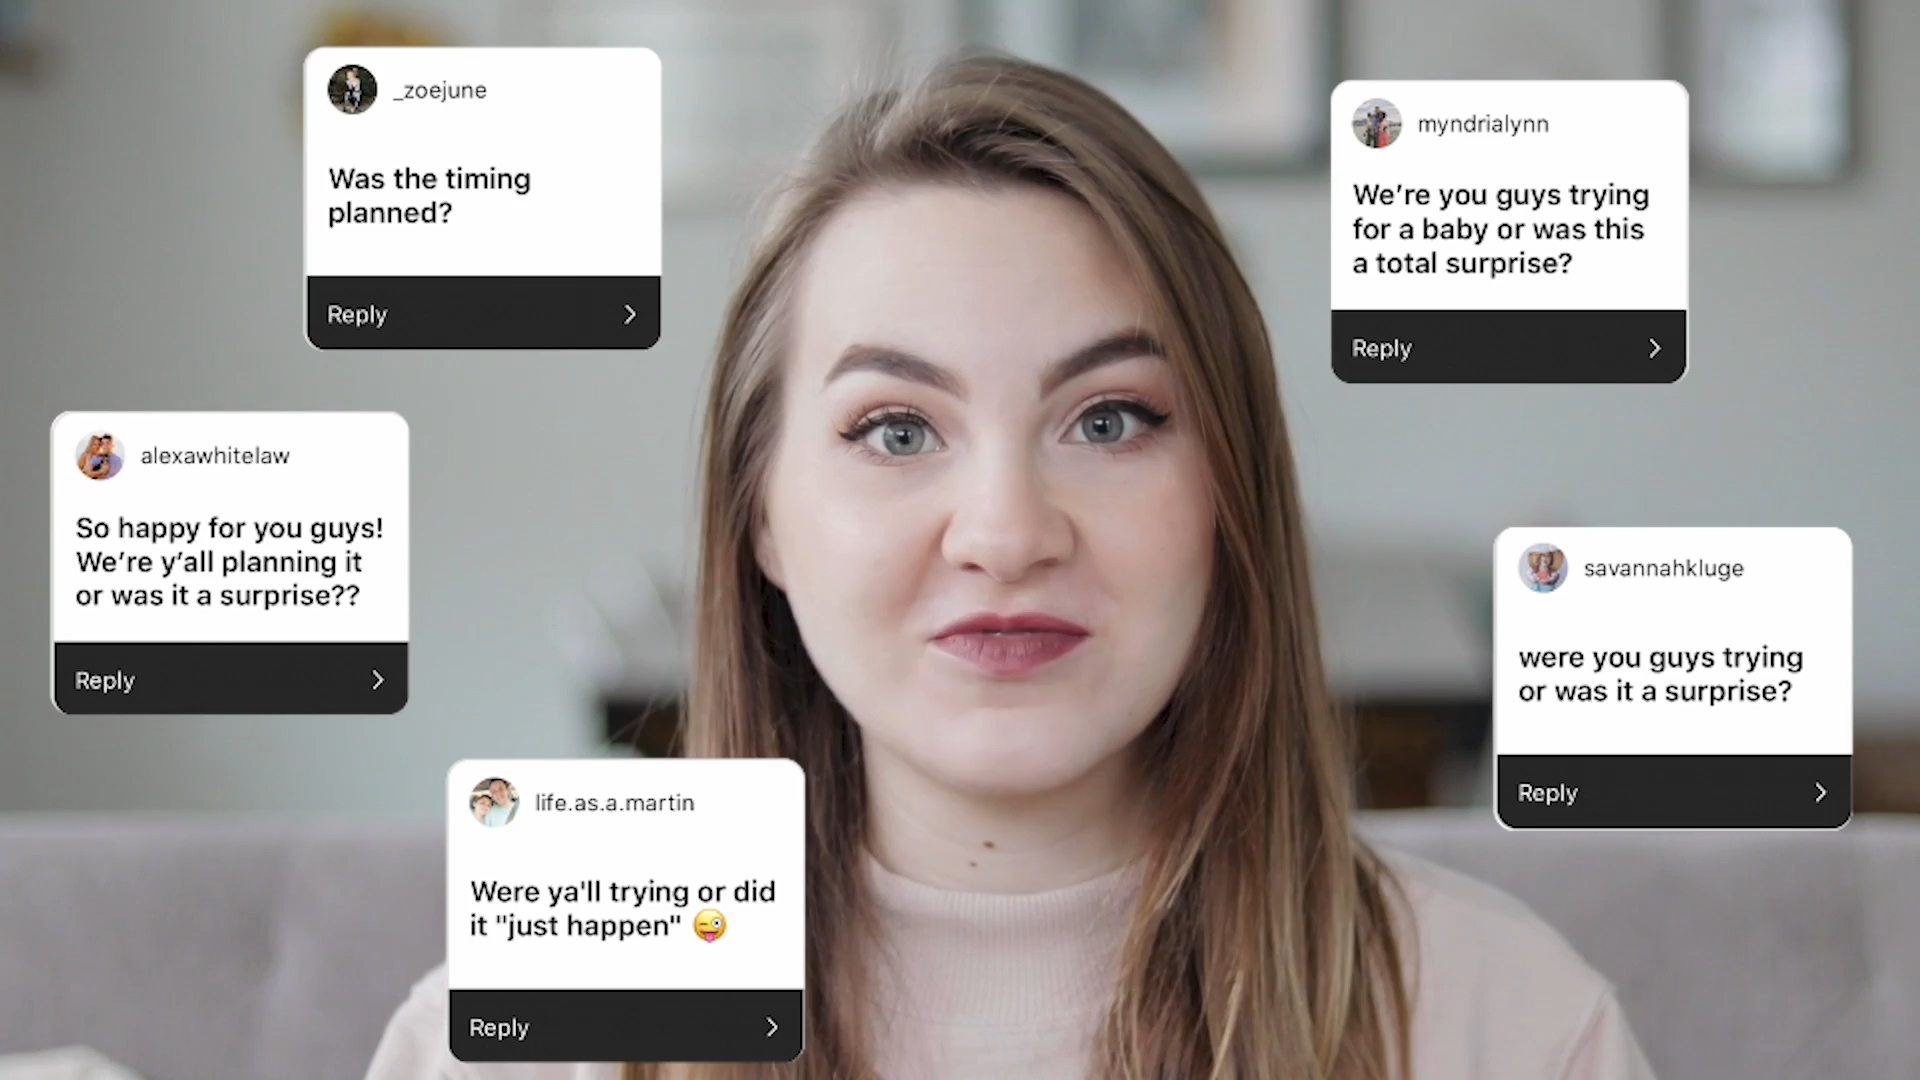 _zoejune
Was the timing
planned?
Reply
myndrialynn
We’re you guys trying
for a baby or was this
a total surprise?
Reply
alexawhitelaw
So happy for you guys!
We’re y’all planning it
or was it a surprise??
Reply
savannahkluge
were you guys trying
or was it a surprise?
Reply
life.as.a.martin
Were ya'll trying or did
it "just happen" 😜
Reply